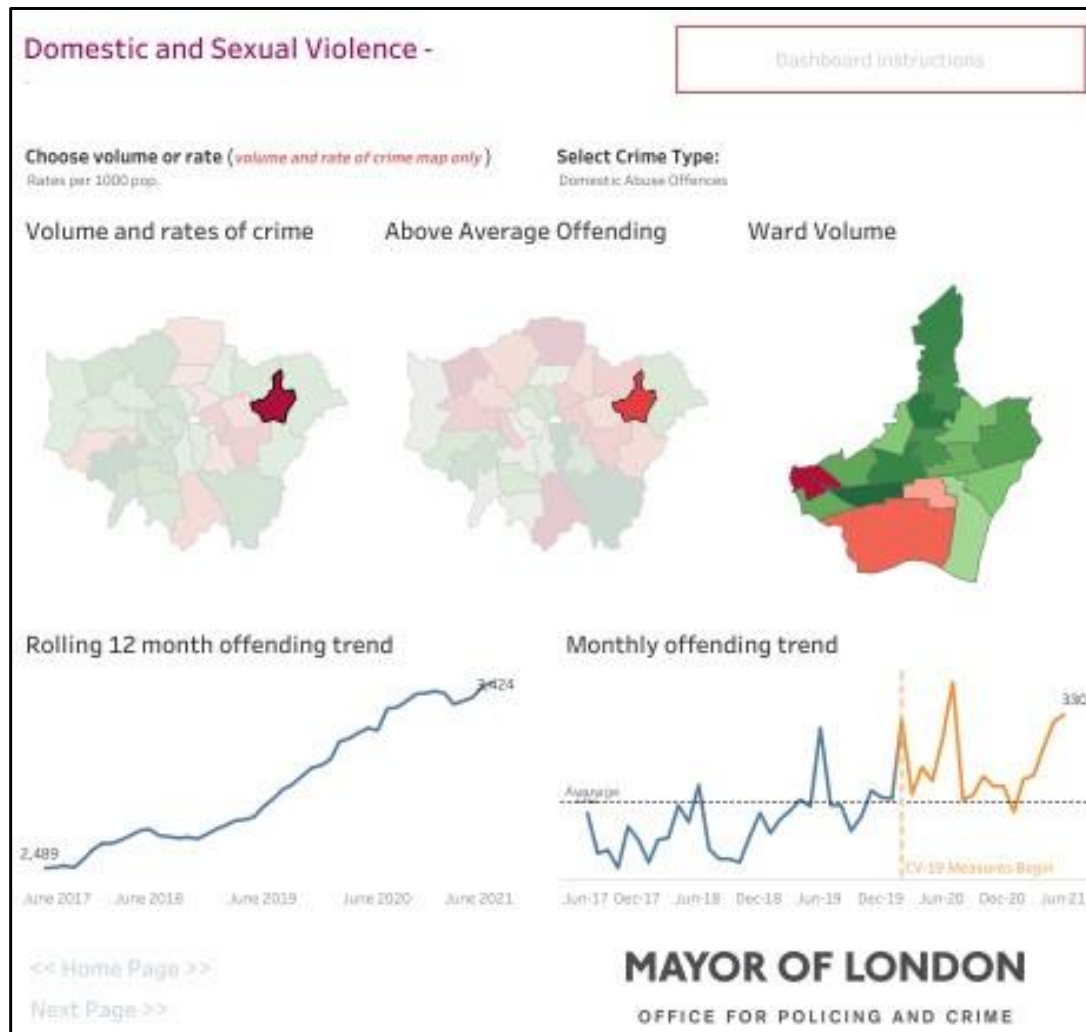 Domestic and Sexual Violence -
Dashboard Instructions
Choose volume or rate (volume and rate of crime map only)
Rates per 1000 pop.
Select Crime Type:
Domestic Abuse Offences
Volume and rates of crime
Above Average Offending
Ward Volume
Rolling 12 month offending trend
3,424
2,489
June 2017 June 2018 June 2019 June 2020 June 2021
Monthly offending trend
330
Average
CV-19 Measures Begin
Jun-17 Dec-17 Jun-18 Dec-18 Jun-19 Dec-19 Jun-20 Dec-20 Jun-21
<< Home Page >>
Next Page >>
MAYOR OF LONDON
OFFICE FOR POLICING AND CRIME